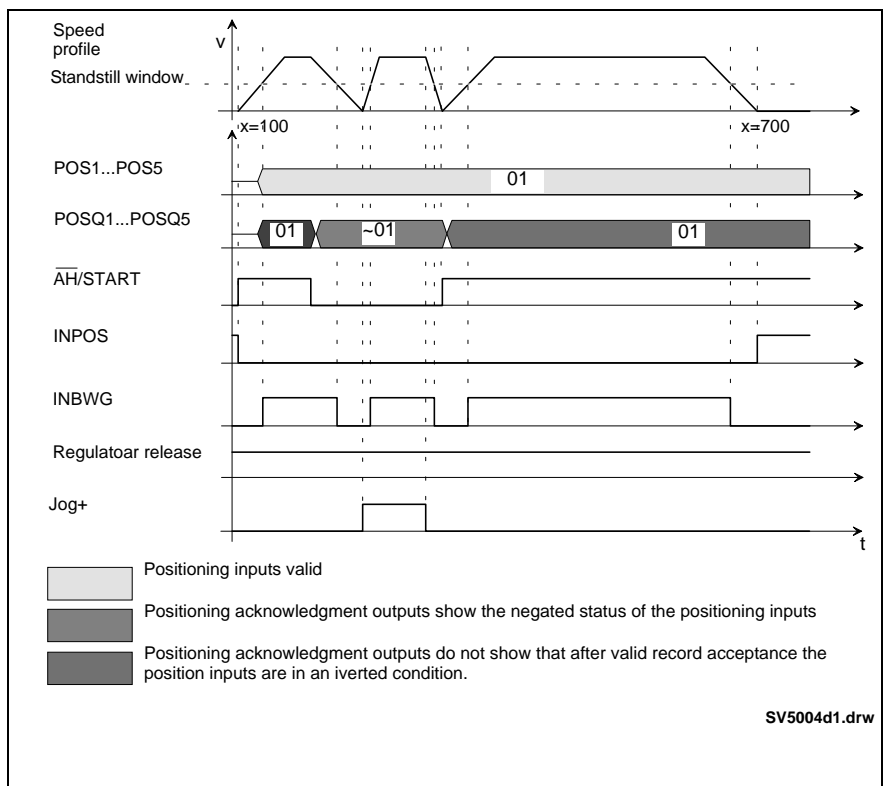 Speed
profile
v
Standstill window
x=100
x=700
POS1...POS5
01
POSQ1...POSQ5
01
~01
01
AH/START
INPOS
INBWG
Regulatoar release
Jog+
t
Positioning inputs valid
Positioning acknowledgment outputs show the negated status of the positioning inputs
Positioning acknowledgment outputs do not show that after valid record acceptance the
position inputs are in an iverted condition.
SV5004d1.drw